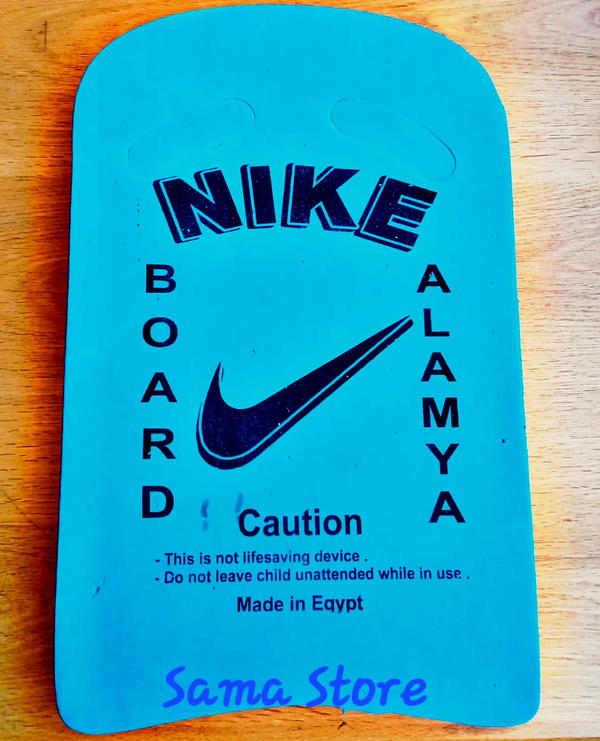 NIKE
BOARD
ALAMYA
Caution
- This is not lifesaving device .
- Do not leave child unattended while in use .
Made in Egypt
Sama Store